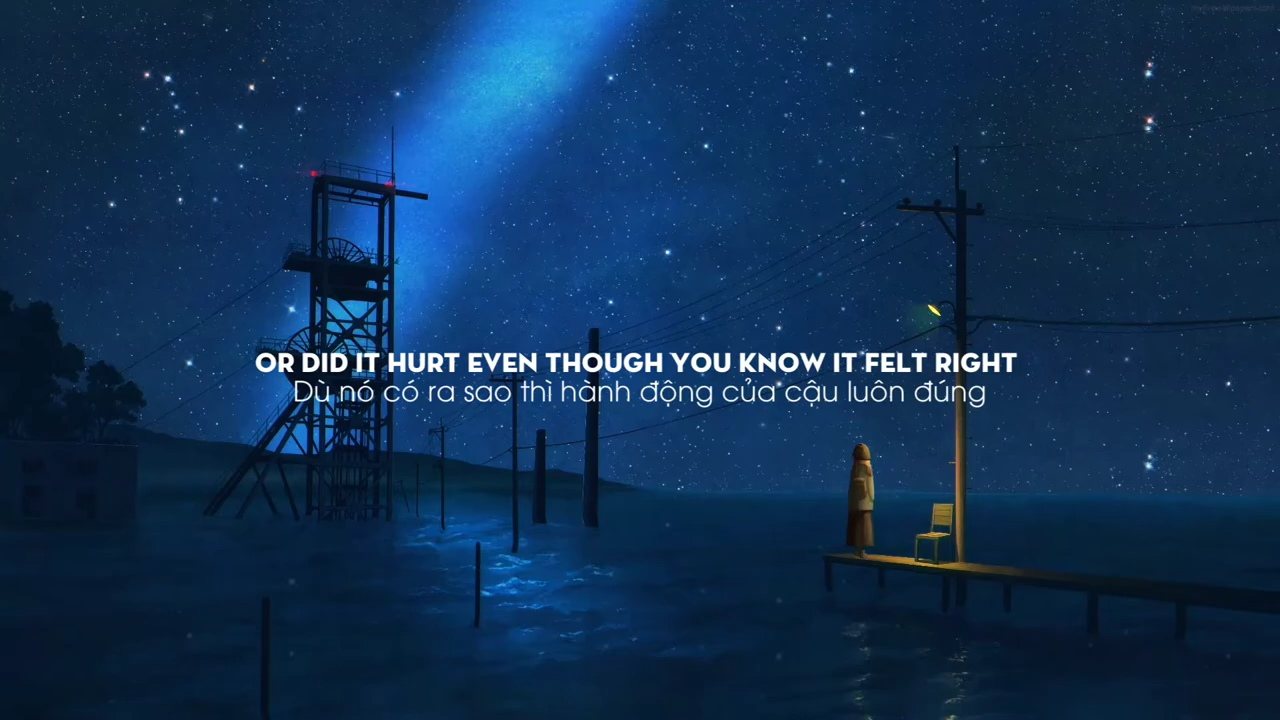 OR DID IT HURT EVEN THOUGH YOU KNOW IT FELT RIGHT
Dù nó có ra sao thì hành động của cậu luôn đúng